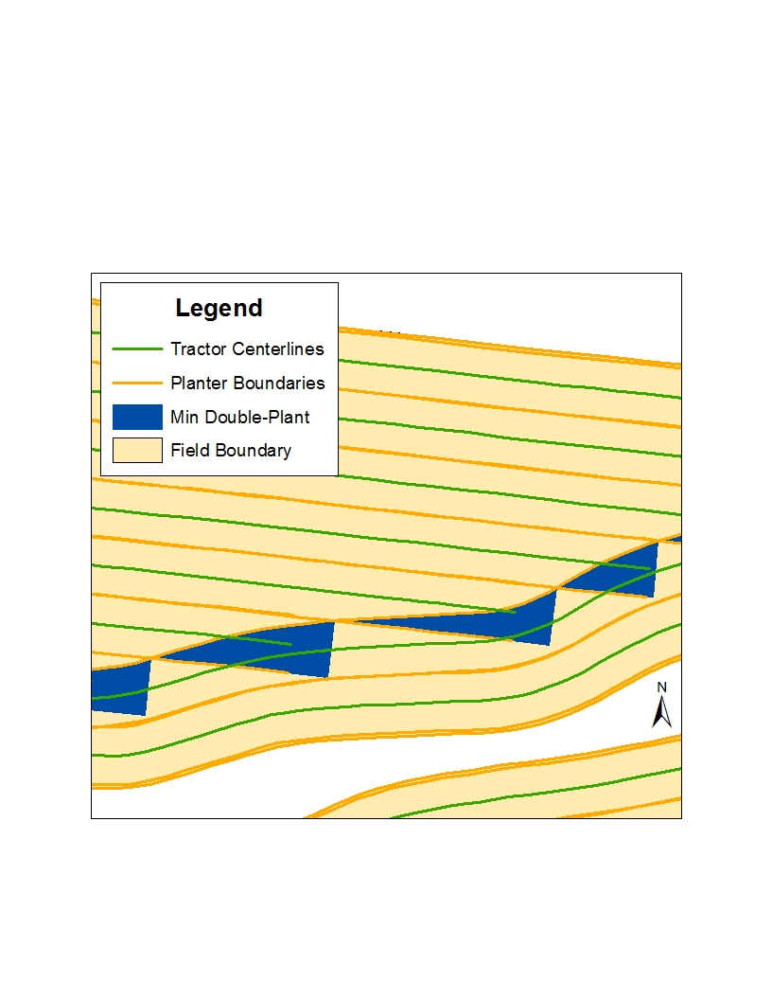 Legend
Tractor Centerlines
Planter Boundaries
Min Double-Plant
Field Boundary
N